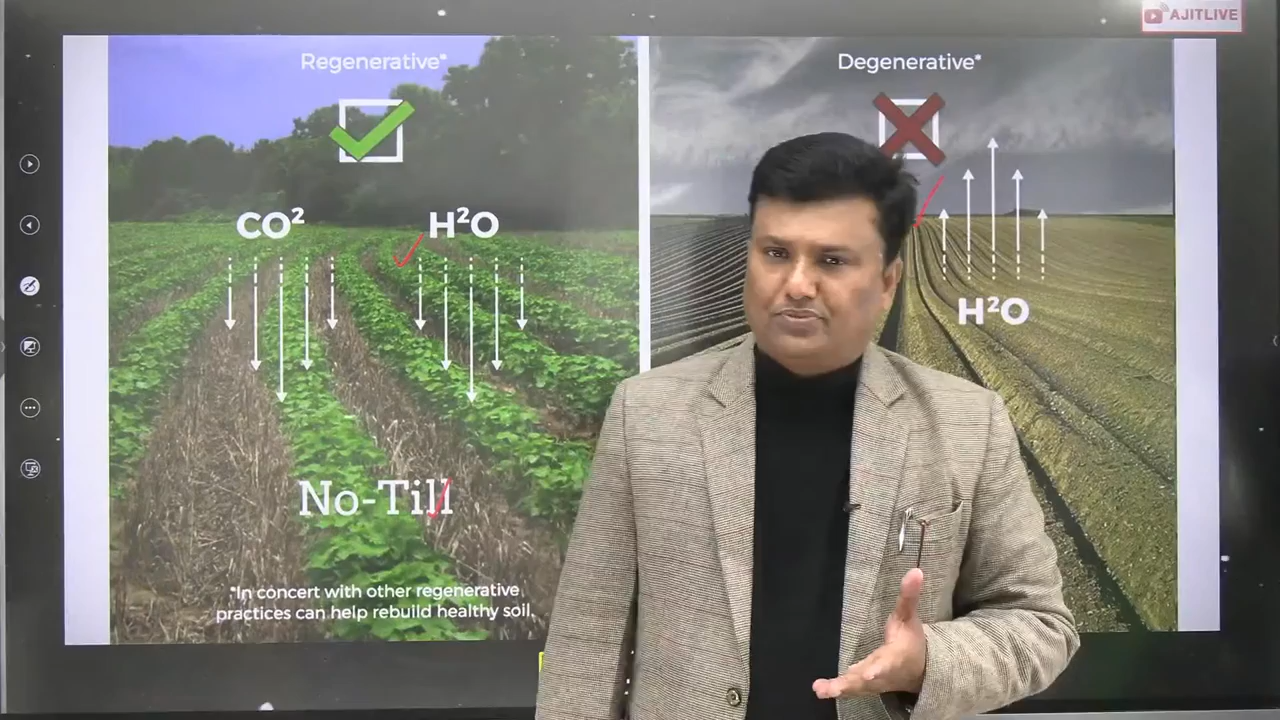 AJITLIVE
Regenerative*
Degenerative*
CO²
H²O
H²O
No-Till
*In concert with other regenerative
practices can help rebuild healthy soil.